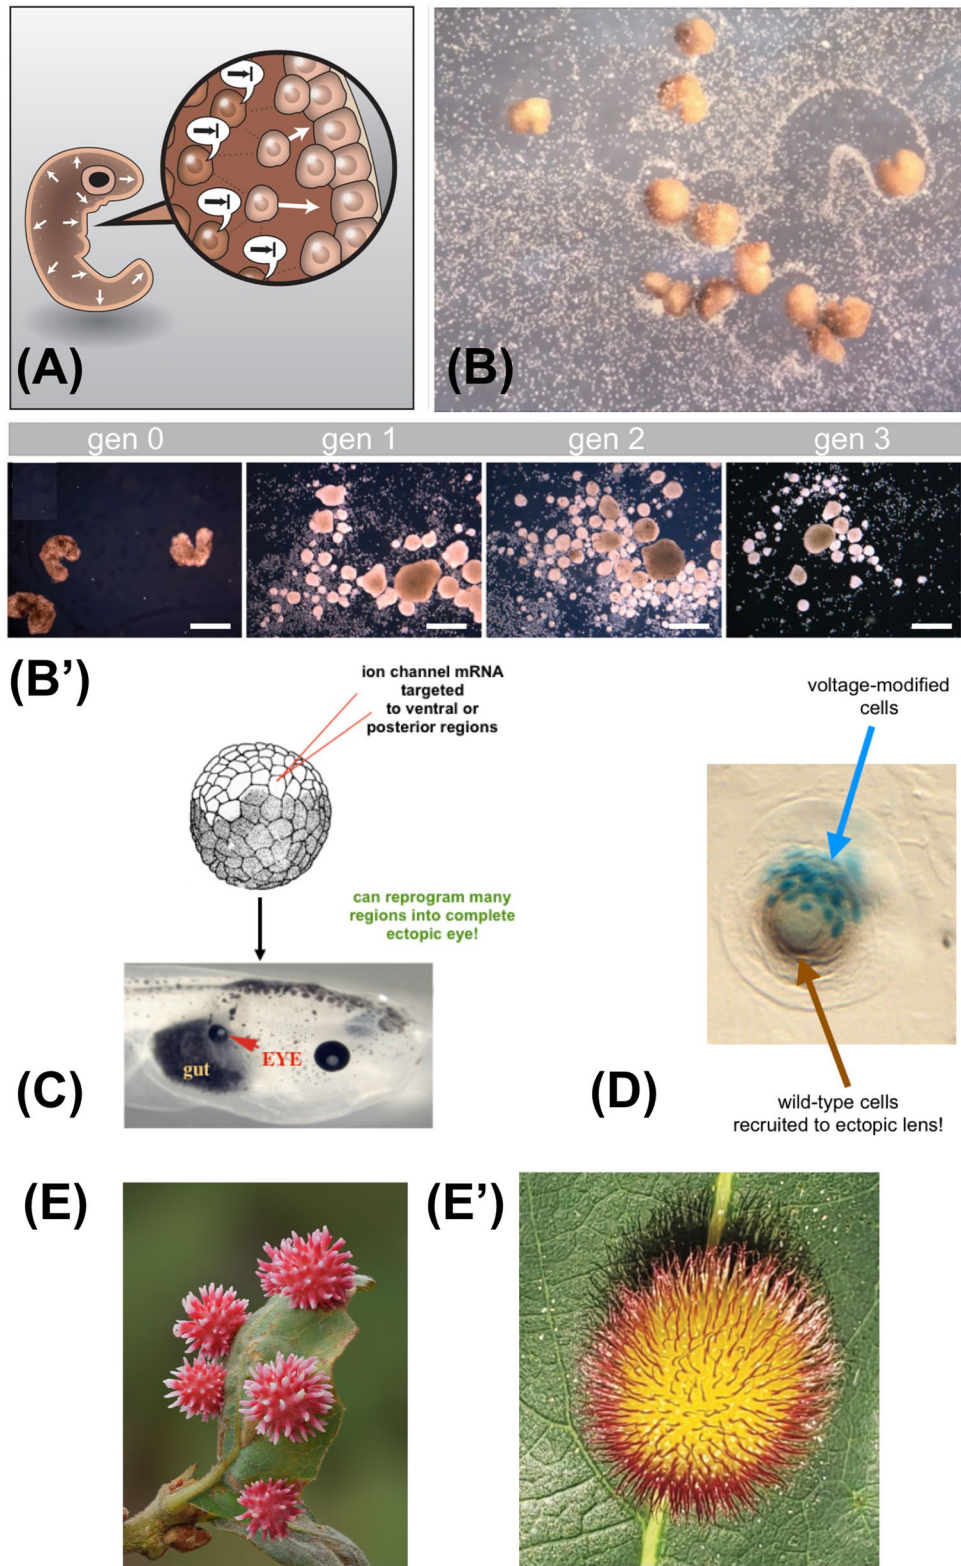 (A)
(B)
gen 0
gen 1
gen 2
gen 3
(B’)
ion channel mRNA
targeted
to ventral or
posterior regions
can reprogram many
regions into complete
ectopic eye!
EYE
gut
(C)
voltage-modified
cells
(D)
wild-type cells
recruited to ectopic lens!
(E)
(E’)